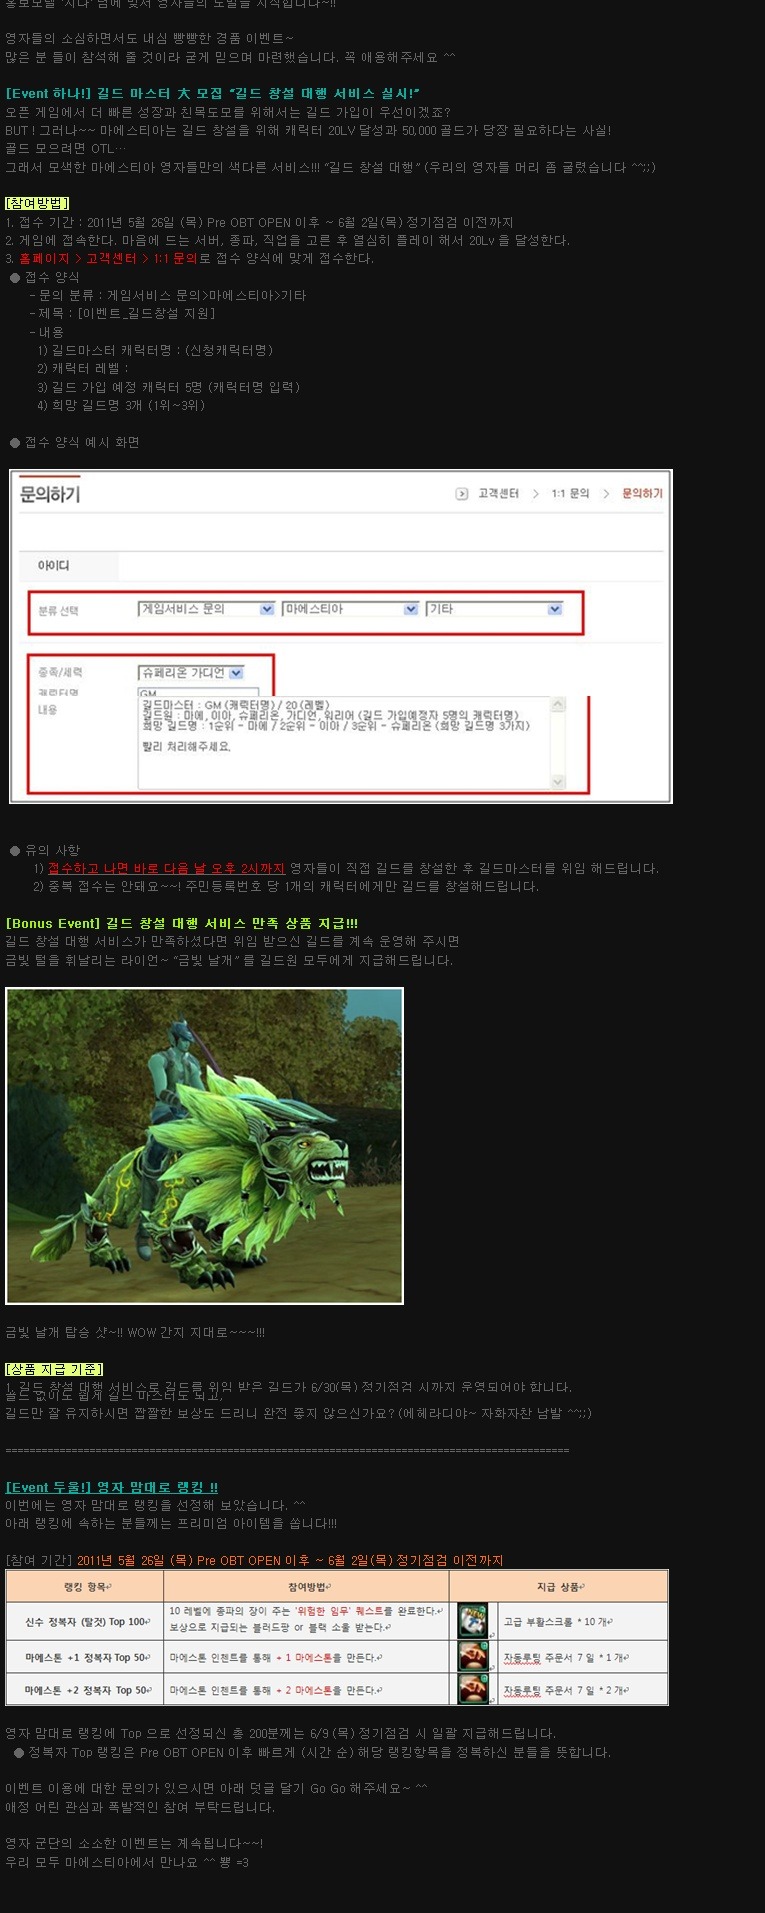 홍보모델 '지나' 님에 맞서 영자들의 도발을 시작합니다~!!
영자들의 소심하면서도 내심 빵빵한 경품 이벤트~
많은 분 들이 참석해 줄 것이라 굳게 믿으며 마련했습니다. 꼭 애용해주세요 ^^
[Event 하나!] 길드 마스터 大 모집 “길드 창설 대행 서비스 실시!”
오픈 게임에서 더 빠른 성장과 친목도모를 위해서는 길드 가입이 우선이겠죠?
BUT ! 그러나~~ 마에스티아는 길드 창설을 위해 캐릭터 20LV 달성과 50,000 골드가 당장 필요하다는 사실!
골드 모으려면 OTL…
그래서 모색한 마에스티아 영자들만의 색다른 서비스!!! “길드 창설 대행” (우리의 영자들 머리 좀 굴렸습니다 ^^;;)
[참여방법]
1. 접수 기간 : 2011년 5월 26일 (목) Pre OBT OPEN 이후 ~ 6월 2일(목) 정기점검 이전까지
2. 게임에 접속한다. 마음에 드는 서버, 종파, 직업을 고른 후 열심히 플레이 해서 20Lv 을 달성한다.
3. 홈페이지 > 고객센터 > 1:1 문의로 접수 양식에 맞게 접수한다.
● 접수 양식
- 문의 분류 : 게임서비스 문의>마에스티아>기타
- 제목 : [이벤트_길드창설 지원]
- 내용
1) 길드마스터 캐릭터명 : (신청캐릭터명)
2) 캐릭터 레벨 :
3) 길드 가입 예정 캐릭터 5명 (캐릭터명 입력)
4) 희망 길드명 3개 (1위~3위)
● 접수 양식 예시 화면
문의하기
고객센터 > 1:1 문의 > 문의하기
아이디
분류 선택 게임서비스 문의 마에스티아 기타
종족/세력 슈페리온 가디언
캐릭터명 GM
내용
길드마스터 : GM (캐릭터명) / 20 (레벨)
길드원 : 마에, 이아, 슈페리온, 가디언, 워리어 (길드 가입예정자 5명의 캐릭터명)
희망 길드명 : 1순위 - 마에 / 2순위 - 이아 / 3순위 - 슈페리온 (희망 길드명 3가지)
빨리 처리해주세요.
● 유의 사항
1) 접수하고 나면 바로 다음 날 오후 2시까지 영자들이 직접 길드를 창설한 후 길드마스터를 위임 해드립니다.
2) 중복 접수는 안돼요~~! 주민등록번호 당 1개의 캐릭터에게만 길드를 창설해드립니다.
[Bonus Event] 길드 창설 대행 서비스 만족 상품 지급!!!
길드 창설 대행 서비스가 만족하셨다면 위임 받으신 길드를 계속 운영해 주시면
금빛 털을 휘날리는 라이언~ “금빛 날개” 를 길드원 모두에게 지급해드립니다.
금빛 날개 탑승 샷~!! WOW 간지 지대로~~~!!!
[상품 지급 기준]
1. 길드 창설 대행 서비스로 길드를 위임 받은 길드가 6/30(목) 정기점검 시까지 운영되어야 합니다.
골드 없이도 쉽게 길드 마스터도 되고,
길드만 잘 유지하시면 짭짤한 보상도 드리니 완전 좋지 않으신가요? (에헤라디야~ 자화자찬 남발 ^^;;)
==============================================================================================
[Event 두울!] 영자 맘대로 랭킹 !!
이번에는 영자 맘대로 랭킹을 선정해 보았습니다. ^^
아래 랭킹에 속하는 분들께는 프리미엄 아이템을 쏩니다!!!
[참여 기간] 2011년 5월 26일 (목) Pre OBT OPEN 이후 ~ 6월 2일(목) 정기점검 이전까지
랭킹 항목 참여방법 지급 상품
신수 정복자 (탈것) Top 100 10 레벨에 종파의 장이 주는 '위험한 임무' 퀘스트를 완료한다. 고급 부활스크롤 * 10 개
보상으로 지급되는 블러드팡 or 블랙 소울 받는다.
마에스톤 +1 정복자 Top 50 마에스톤 인첸트를 통해 + 1 마에스톤을 만든다. 자동루팅 주문서 7 일 * 1 개
마에스톤 +2 정복자 Top 50 마에스톤 인첸트를 통해 + 2 마에스톤을 만든다. 자동루팅 주문서 7 일 * 2 개
영자 맘대로 랭킹에 Top 으로 선정되신 총 200분께는 6/9 (목) 정기점검 시 일괄 지급해드립니다.
● 정복자 Top 랭킹은 Pre OBT OPEN 이후 빠르게 (시간 순) 해당 랭킹항목을 정복하신 분들을 뜻합니다.
이벤트 이용에 대한 문의가 있으시면 아래 덧글 달기 Go Go 해주세요~ ^^
애정 어린 관심과 폭발적인 참여 부탁드립니다.
영자 군단의 소소한 이벤트는 계속됩니다~~!
우리 모두 마에스티아에서 만나요 ^^ 뿅 =3